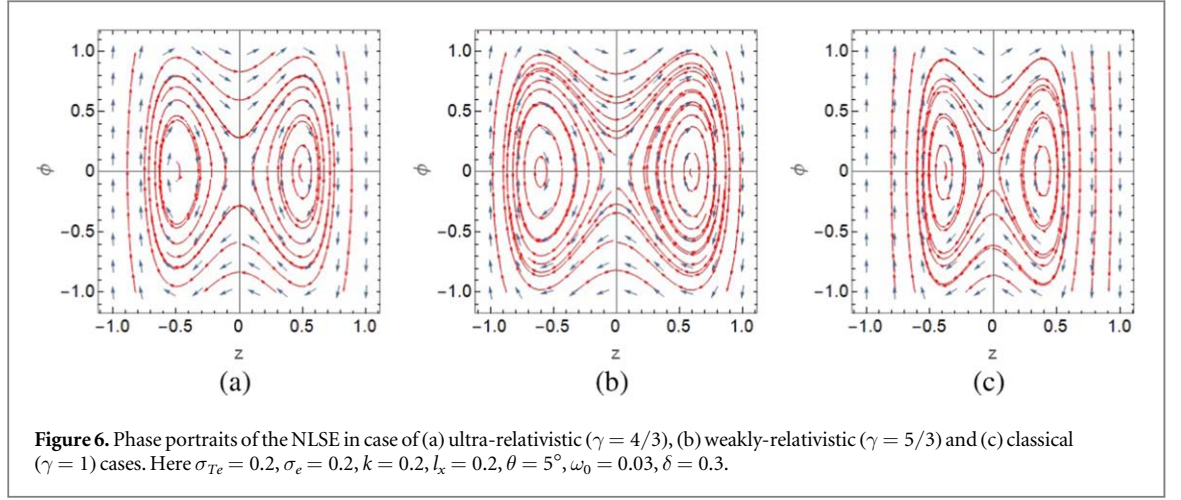 1.0
0.5
0
−0.5
−1.0
ϕ
−1.0 −0.5 0 0.5 1.0
z
(a)
1.0
0.5
0
−0.5
−1.0
ϕ
−1.0 −0.5 0 0.5 1.0
z
(b)
1.0
0.5
0
−0.5
−1.0
ϕ
−1.0 −0.5 0 0.5 1.0
z
(c)
Figure 6. Phase portraits of the NLSE in case of (a) ultra-relativistic (γ = 4/3), (b) weakly-relativistic (γ = 5/3) and (c) classical
(γ = 1) cases. Here σ_Te = 0.2, σ_e = 0.2, k = 0.2, l_x = 0.2, θ = 5°, ω₀ = 0.03, δ = 0.3.